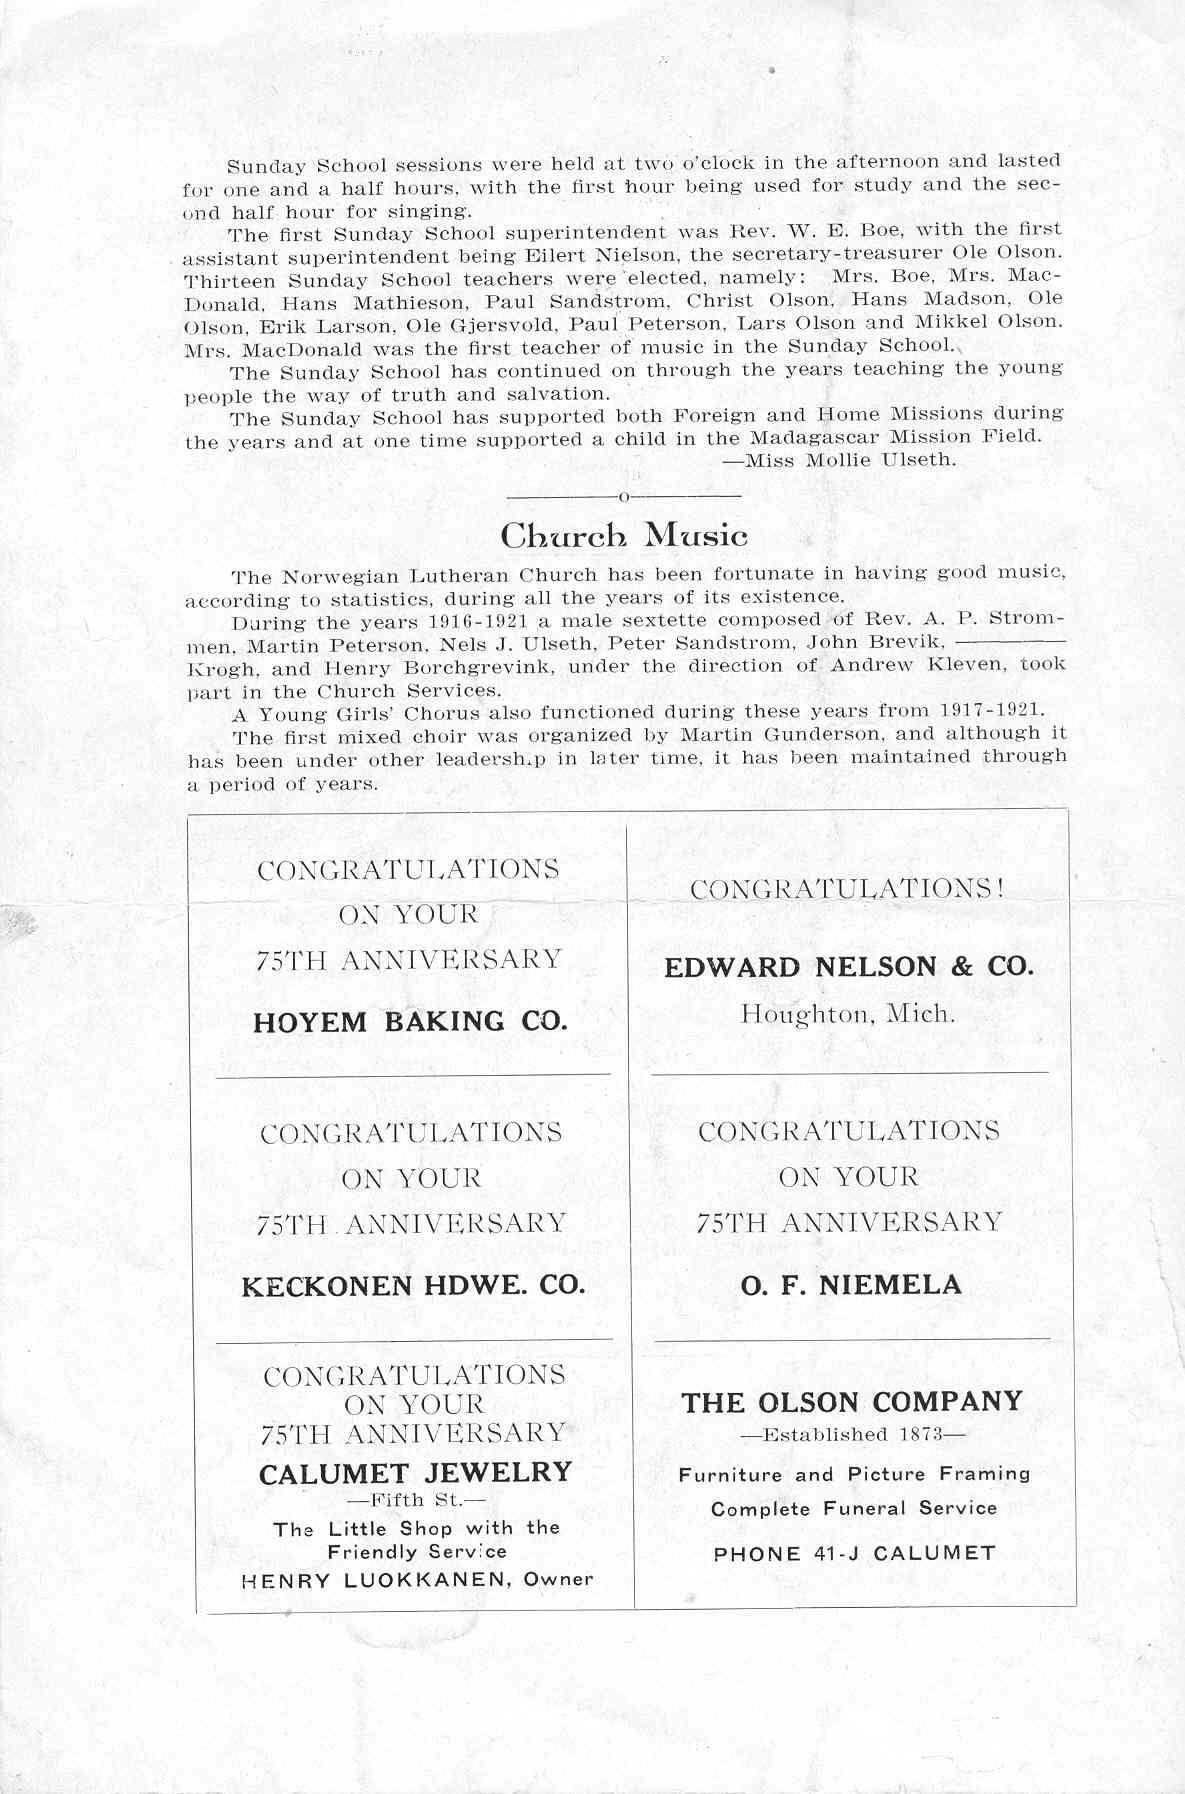 Sunday School sessions were held at two o'clock in the afternoon and lasted
for one and a half hours, with the first hour being used for study and the sec-
ond half hour for singing.
The first Sunday School superintendent was Rev. W. E. Boe, with the first
assistant superintendent being Eilert Nielson, the secretary-treasurer Ole Olson.
Thirteen Sunday School teachers were elected, namely: Mrs. Boe, Mrs. Mac-
Donald, Hans Mathieson, Paul Sandstrom, Christ Olson, Hans Madson, Ole
Olson, Erik Larson, Ole Gjersvold, Paul Peterson, Lars Olson and Mikkel Olson.
Mrs. MacDonald was the first teacher of music in the Sunday School.
The Sunday School has continued on through the years teaching the young
people the way of truth and salvation.
The Sunday School has supported both Foreign and Home Missions during
the years and at one time supported a child in the Madagascar Mission Field.
—Miss Mollie Ulseth.
———o———
Church Music
The Norwegian Lutheran Church has been fortunate in having good music,
according to statistics, during all the years of its existence.
During the years 1916-1921 a male sextette composed of Rev. A. P. Strom-
men, Martin Peterson, Nels J. Ulseth, Peter Sandstrom, John Brevik, ————
Krogh, and Henry Borchgrevink, under the direction of Andrew Kleven, took
part in the Church Services.
A Young Girls' Chorus also functioned during these years from 1917-1921.
The first mixed choir was organized by Martin Gunderson, and although it
has been under other leadership in later time, it has been maintained through
a period of years.
CONGRATULATIONS
ON YOUR
75TH ANNIVERSARY
HOYEM BAKING CO.
CONGRATULATIONS!
EDWARD NELSON & CO.
Houghton, Mich.
CONGRATULATIONS
ON YOUR
75TH ANNIVERSARY
KECKONEN HDWE. CO.
CONGRATULATIONS
ON YOUR
75TH ANNIVERSARY
O. F. NIEMELA
CONGRATULATIONS
ON YOUR
75TH ANNIVERSARY
CALUMET JEWELRY
—Fifth St.—
The Little Shop with the
Friendly Service
HENRY LUOKKANEN, Owner
THE OLSON COMPANY
—Established 1873—
Furniture and Picture Framing
Complete Funeral Service
PHONE 41-J CALUMET